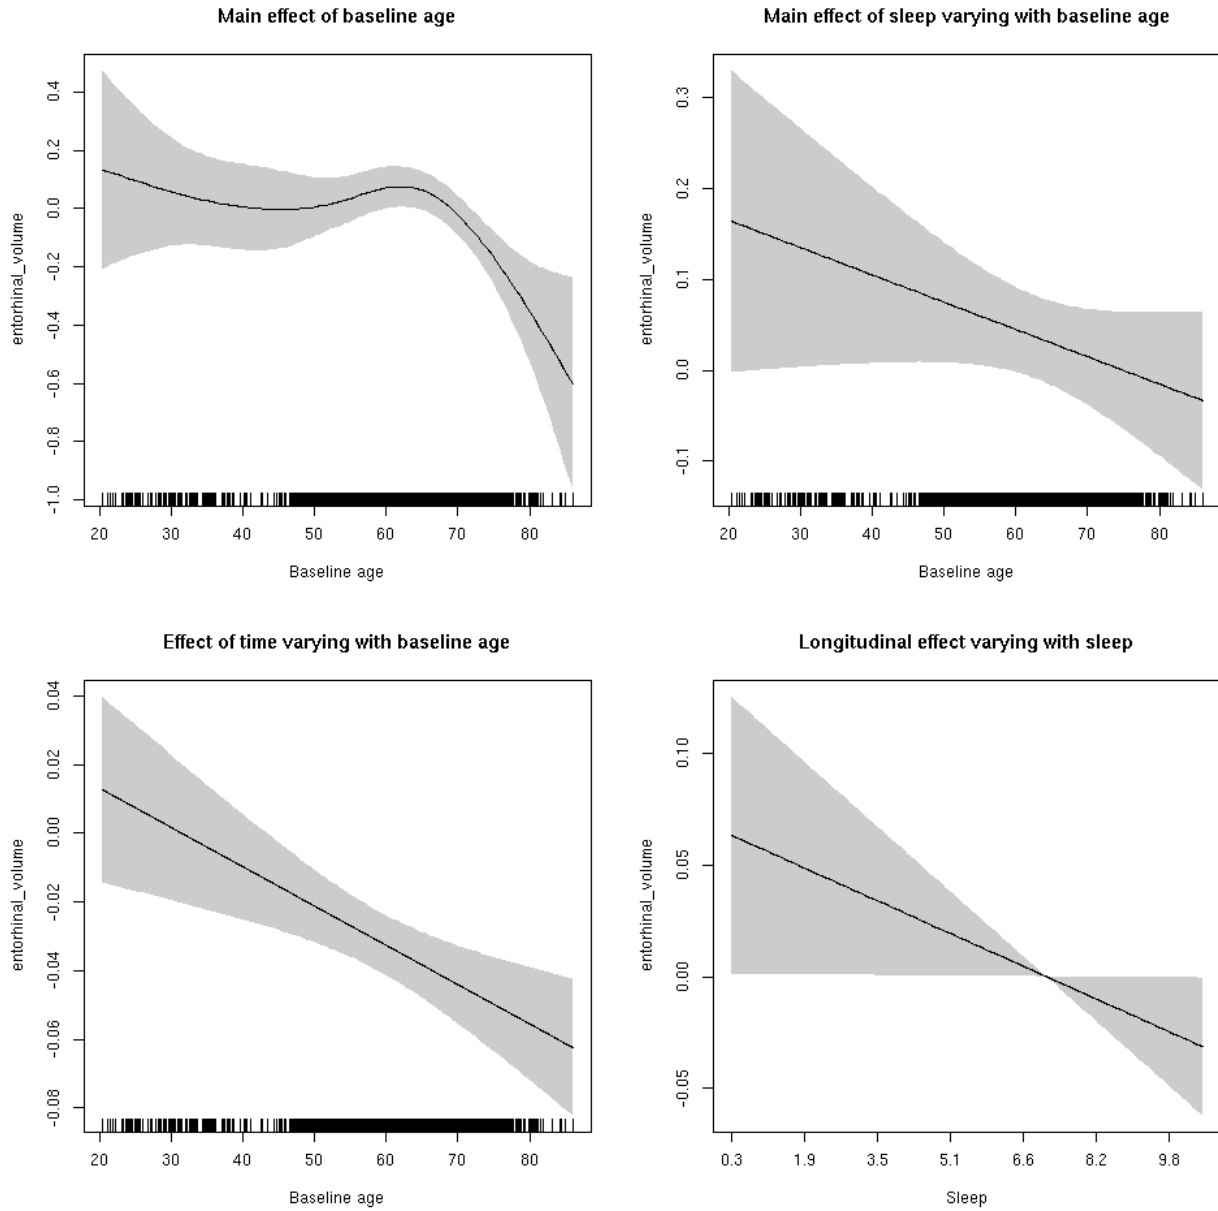 Main effect of baseline age
entorhinal_volume
0.4
0.2
0.0
-0.2
-0.4
-0.6
-0.8
-1.0
20 30 40 50 60 70 80
Baseline age
Main effect of sleep varying with baseline age
entorhinal_volume
0.3
0.2
0.1
0.0
-0.1
20 30 40 50 60 70 80
Baseline age
Effect of time varying with baseline age
entorhinal_volume
0.04
0.02
0.00
-0.02
-0.04
-0.06
-0.08
20 30 40 50 60 70 80
Baseline age
Longitudinal effect varying with sleep
entorhinal_volume
0.10
0.05
0.00
-0.05
0.3 1.9 3.5 5.1 6.6 8.2 9.8
Sleep